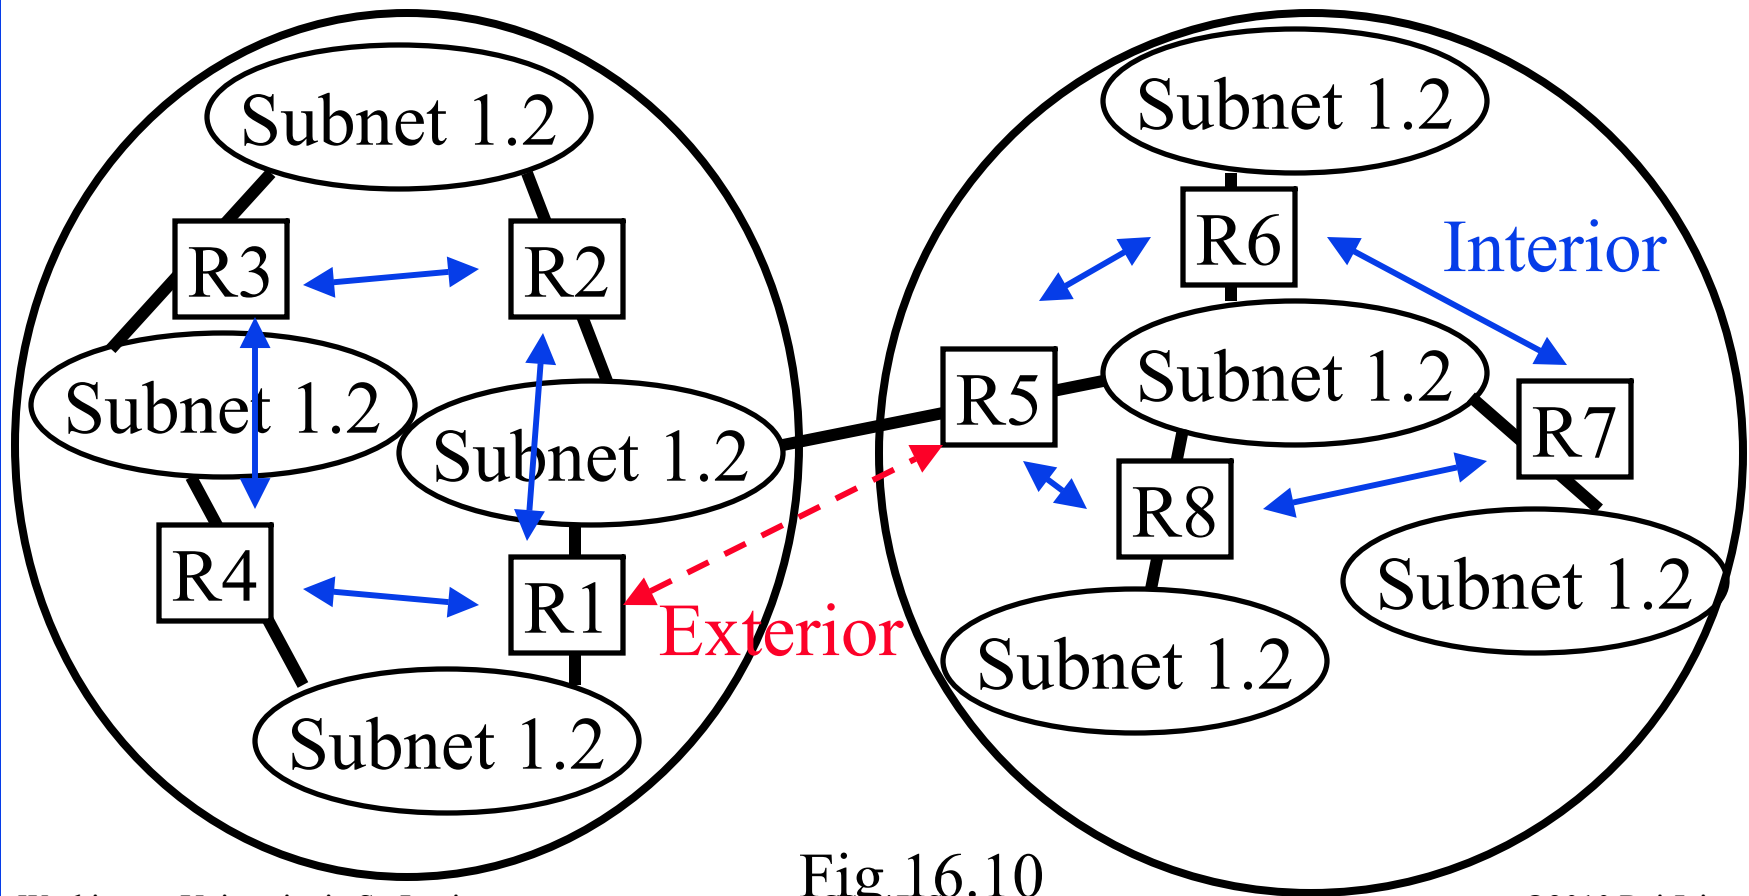 Subnet 1.2
R3
R2
Subnet 1.2
Subnet 1.2
R4
R1
Subnet 1.2
Exterior
Subnet 1.2
R6
Interior
R5
Subnet 1.2
R7
R8
Subnet 1.2
Subnet 1.2
Fig 16.10